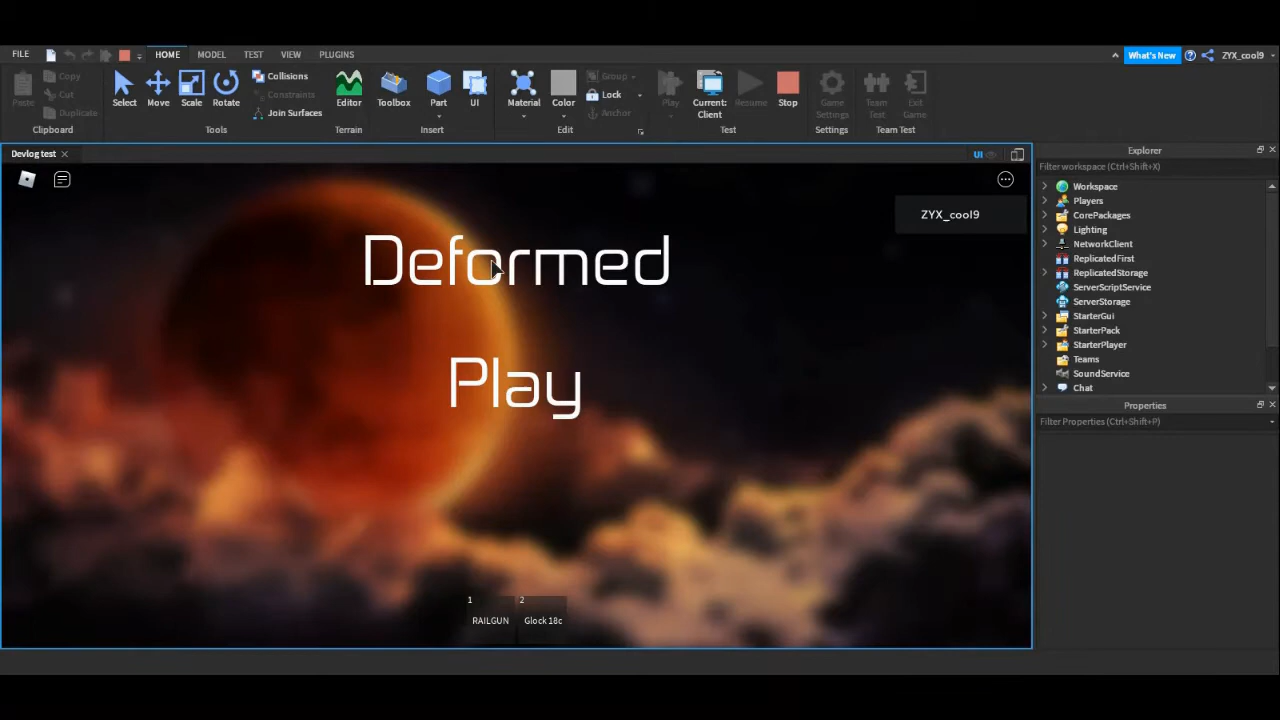 FILE HOME MODEL TEST VIEW PLUGINS What's New ZYX_cool9
Paste Copy Cut Duplicate Clipboard
Select Move Scale Rotate Collisions Constraints Join Surfaces Tools
Editor Terrain
Toolbox Part UI Insert
Material Color Group Lock Anchor Edit
Play Current: Client Resume Stop Test
Game Settings Settings
Team Test Exit Game Team Test
Devlog test UI
ZYX_cool9
Deformed
Play
1 2
RAILGUN Glock 18c
Explorer
Filter workspace (Ctrl+Shift+X)
Workspace
Players
CorePackages
Lighting
NetworkClient
ReplicatedFirst
ReplicatedStorage
ServerScriptService
ServerStorage
StarterGui
StarterPack
StarterPlayer
Teams
SoundService
Chat
Properties
Filter Properties (Ctrl+Shift+P)